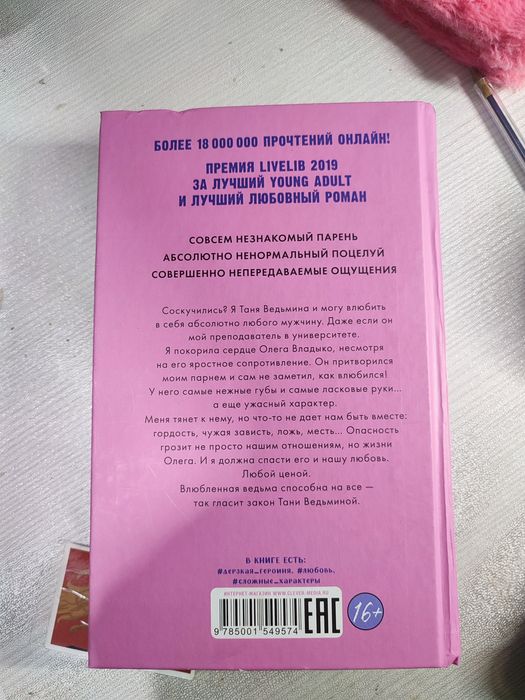 БОЛЕЕ 18 000 000 ПРОЧТЕНИЙ ОНЛАЙН!
ПРЕМИЯ LIVELIB 2019
ЗА ЛУЧШИЙ YOUNG ADULT
И ЛУЧШИЙ ЛЮБОВНЫЙ РОМАН
СОВСЕМ НЕЗНАКОМЫЙ ПАРЕНЬ
АБСОЛЮТНО НЕНОРМАЛЬНЫЙ ПОЦЕЛУЙ
СОВЕРШЕННО НЕПЕРЕДАВАЕМЫЕ ОЩУЩЕНИЯ
Соскучились? Я Таня Ведьмина и могу влюбить
в себя абсолютно любого мужчину. Даже если он
мой преподаватель в университете.
Я покорила сердце Олега Владыко, несмотря
на его яростное сопротивление. Он притворился
моим парнем и сам не заметил, как влюбился!
У него самые нежные губы и самые ласковые руки...
а еще ужасный характер.
Меня тянет к нему, но что-то не дает нам быть вместе:
гордость, чужая зависть, ложь, месть... Опасность
грозит не просто нашим отношениям, но жизни
Олега. И я должна спасти его и нашу любовь.
Любой ценой.
Влюбленная ведьма способна на все —
так гласит закон Тани Ведьминой.
В КНИГЕ ЕСТЬ:
#дерзкая_героиня, #любовь,
#сложные_характеры
ИНТЕРНЕТ-МАГАЗИН WWW.CLEVER-MEDIA.RU
9 785001 549574
EAC
16+